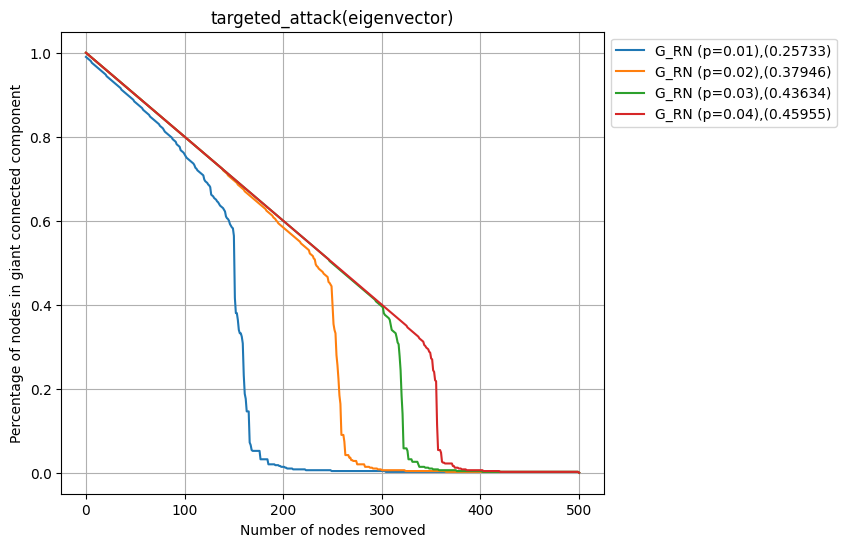 targeted_attack(eigenvector)
G_RN (p=0.01),(0.25733)
G_RN (p=0.02),(0.37946)
G_RN (p=0.03),(0.43634)
G_RN (p=0.04),(0.45955)
Percentage of nodes in giant connected component
1.0
0.8
0.6
0.4
0.2
0.0
0 100 200 300 400 500
Number of nodes removed